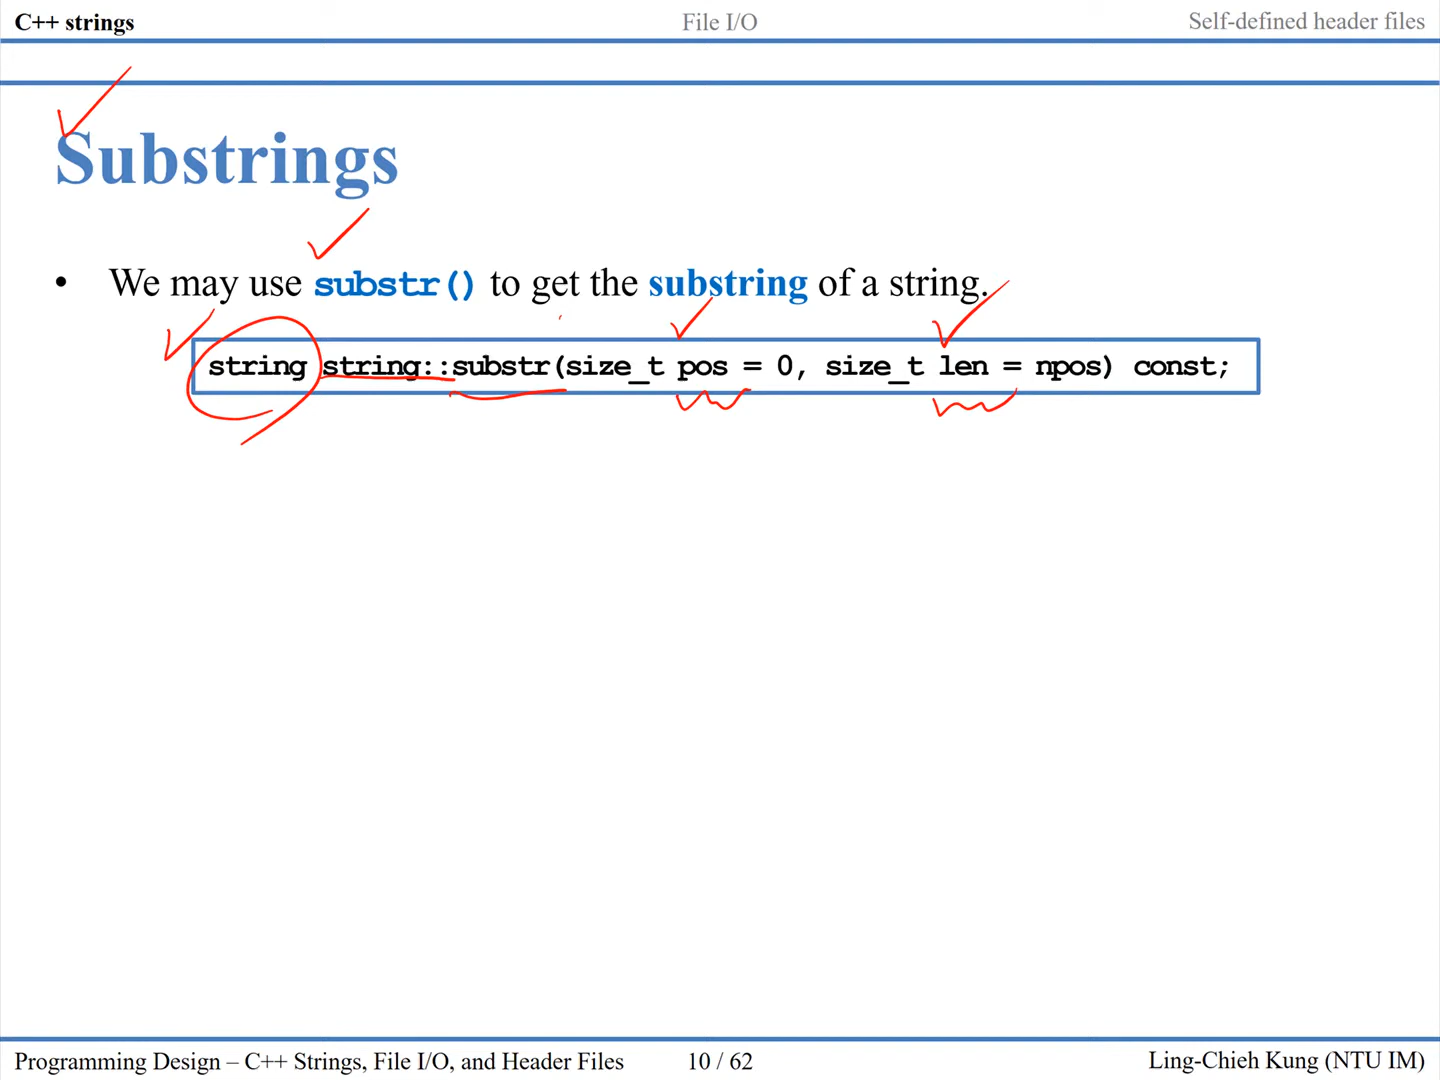 C++ strings File I/O Self-defined header files
Substrings
• We may use substr() to get the substring of a string.
string string::substr(size_t pos = 0, size_t len = npos) const;
Programming Design – C++ Strings, File I/O, and Header Files 10 / 62 Ling-Chieh Kung (NTU IM)